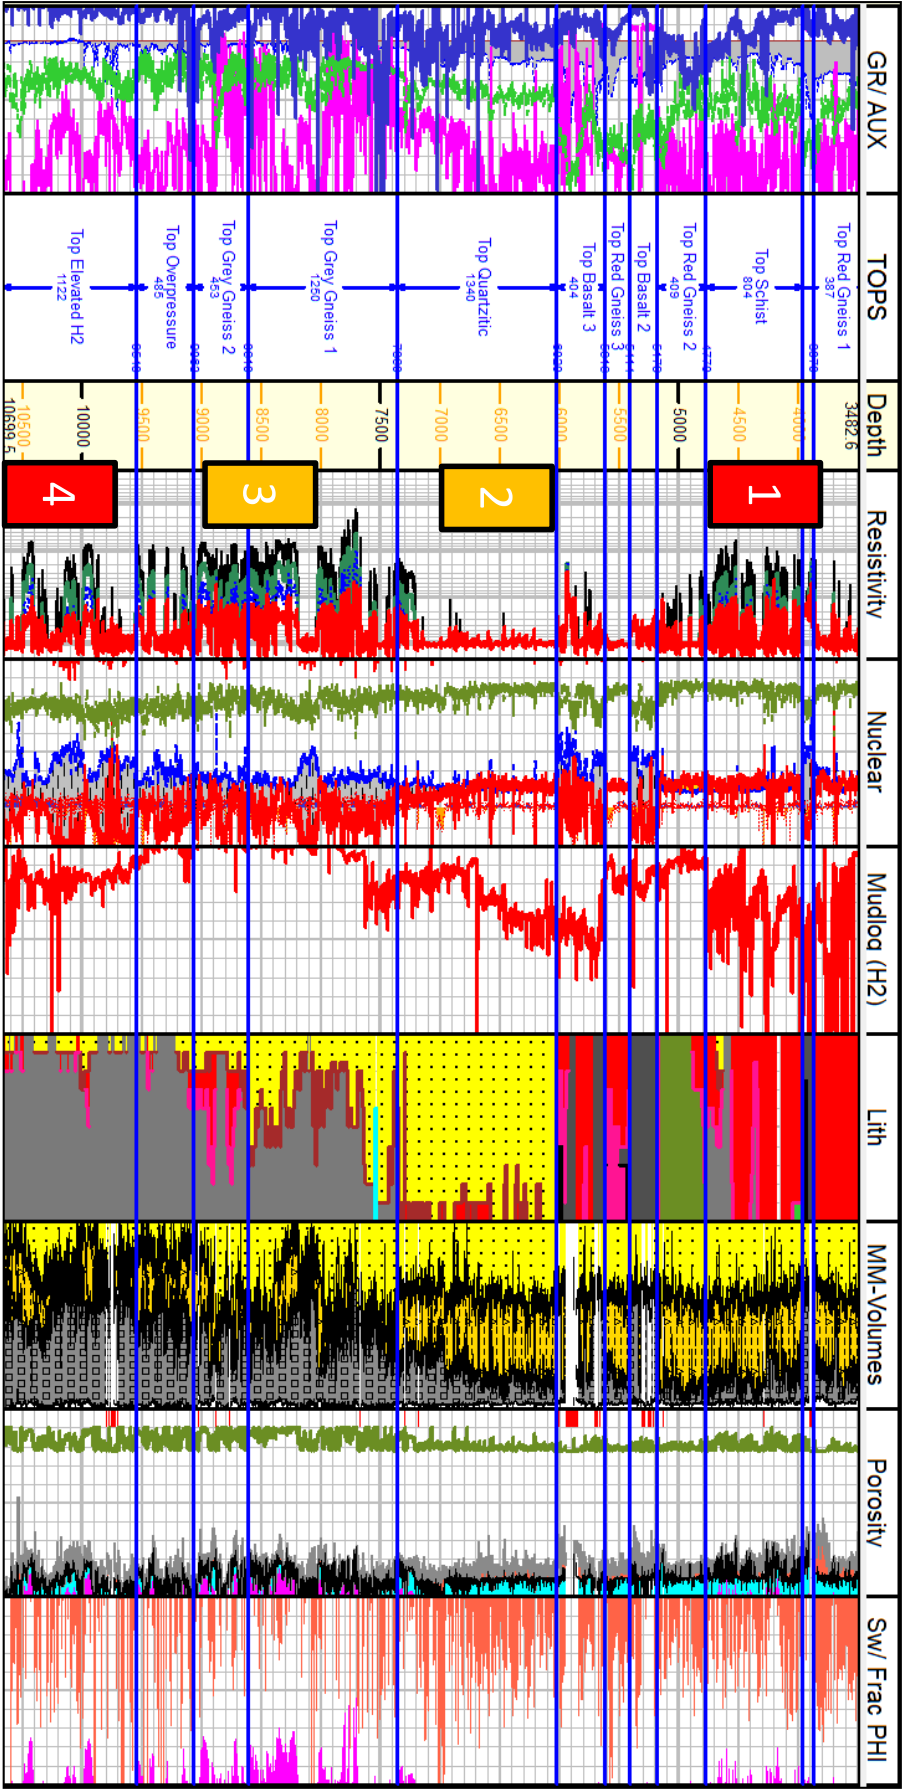 GR/ AUX
TOPS
Depth
Resistivity
Nuclear
Mudlog (H2)
Lith
MM-Volumes
Porosity
Sw/ Frac PHI
Top Red Gneiss 1
387
Top Schist
804
Top Red Gneiss 2
409
Top Basalt 2
Top Red Gneiss 3
Top Basalt 3
404
Top Quartzitic
1340
Top Grey Gneiss 1
1250
Top Grey Gneiss 2
453
Top Overpressure
485
Top Elevated H2
1122
3482.6
4000
4500
5000
5500
6000
6500
7000
7500
8000
8500
9000
9500
10000
10500
10699.5
1
2
3
4